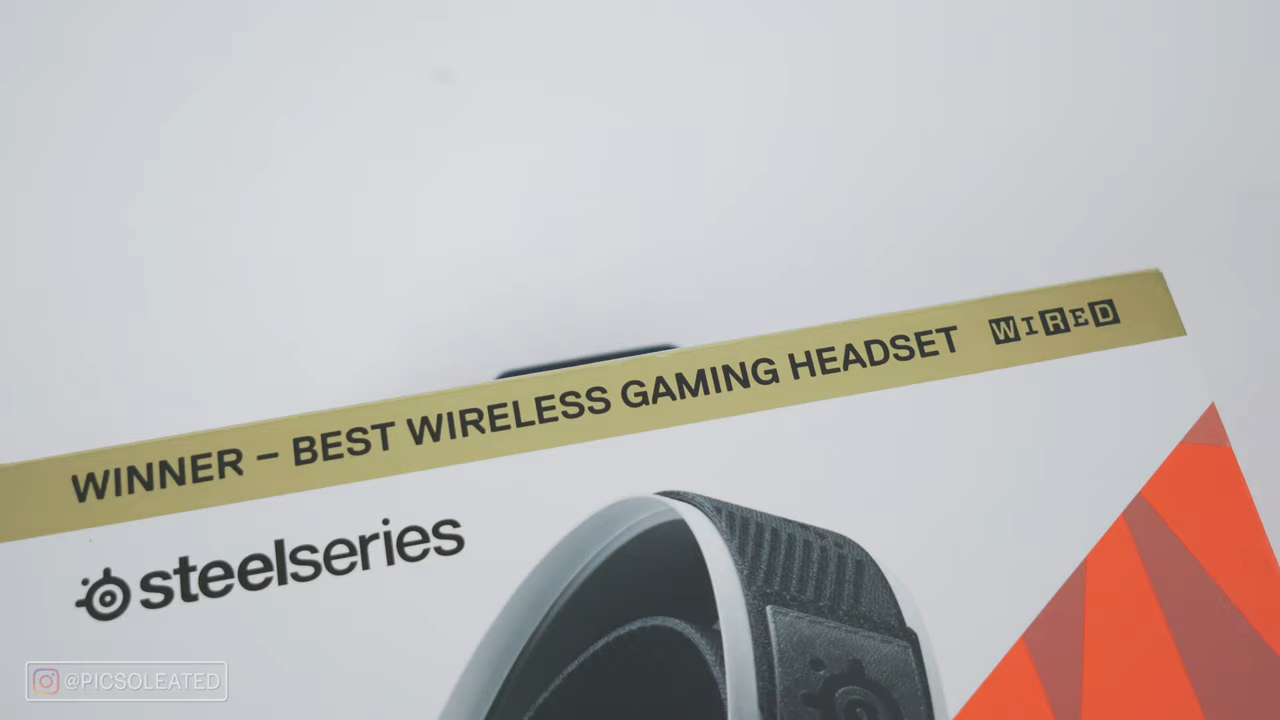 WINNER – BEST WIRELESS GAMING HEADSET WIRED
steelseries
@PICSOLEATED